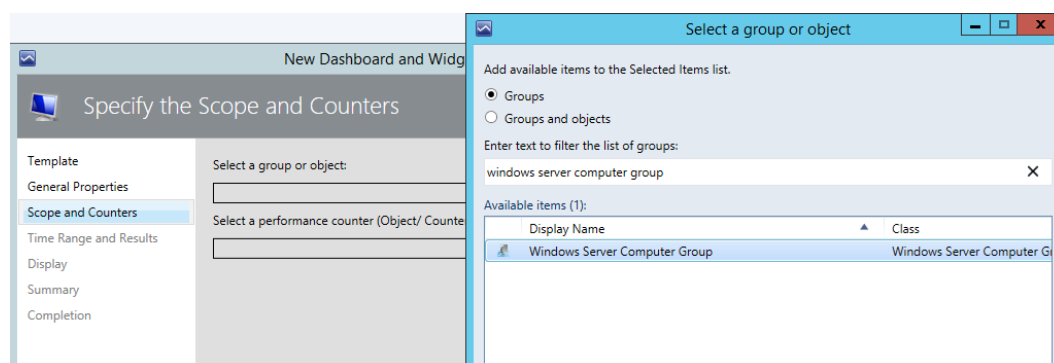 New Dashboard and Widg
Specify the Scope and Counters
Template
General Properties
Scope and Counters
Time Range and Results
Display
Summary
Completion
Select a group or object:
Select a performance counter (Object/ Counte
Select a group or object
Add available items to the Selected Items list.
Groups
Groups and objects
Enter text to filter the list of groups:
windows server computer group
Available items (1):
Display Name Class
Windows Server Computer Group Windows Server Computer Gr